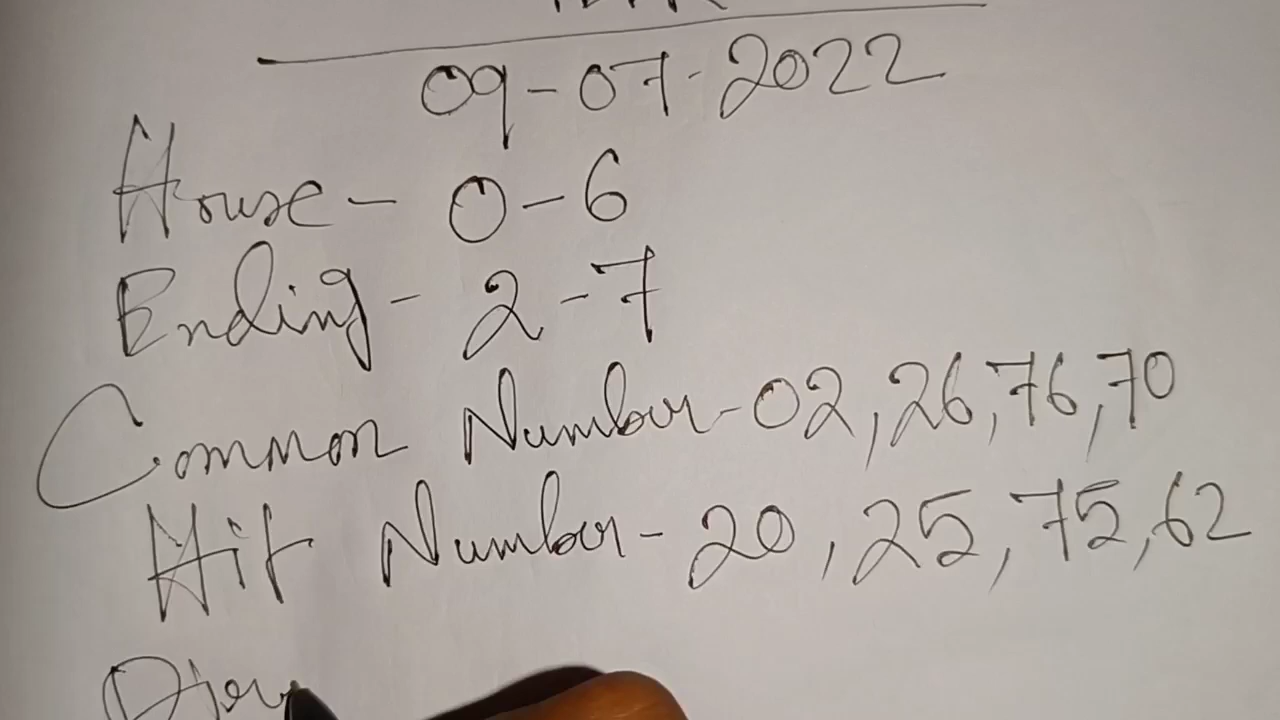 09-07-2022
House - 0-6
Ending - 2-7
Common Number - 02, 26, 76, 70
Hit Number - 20, 25, 75, 62